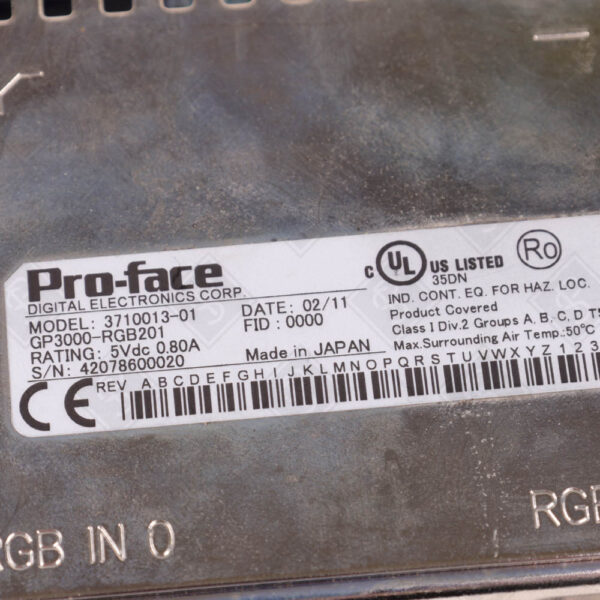 Pro-face
DIGITAL ELECTRONICS CORP.
MODEL: 3710013-01
GP3000-RGB201
RATING: 5Vdc 0.80A
S/N: 42078600020
DATE: 02/11
FID : 0000
Made in JAPAN
C UL US LISTED
35DN
Ro
IND. CONT. EQ. FOR HAZ. LOC.
Product Covered
Class I Div.2 Groups A, B, C, D T5
Max.Surrounding Air Temp.:50°C
CE
REV A B C D E F G H I J K L M N O P Q R S T U V W X Y Z 1 2 3
RGB IN 0
RGB